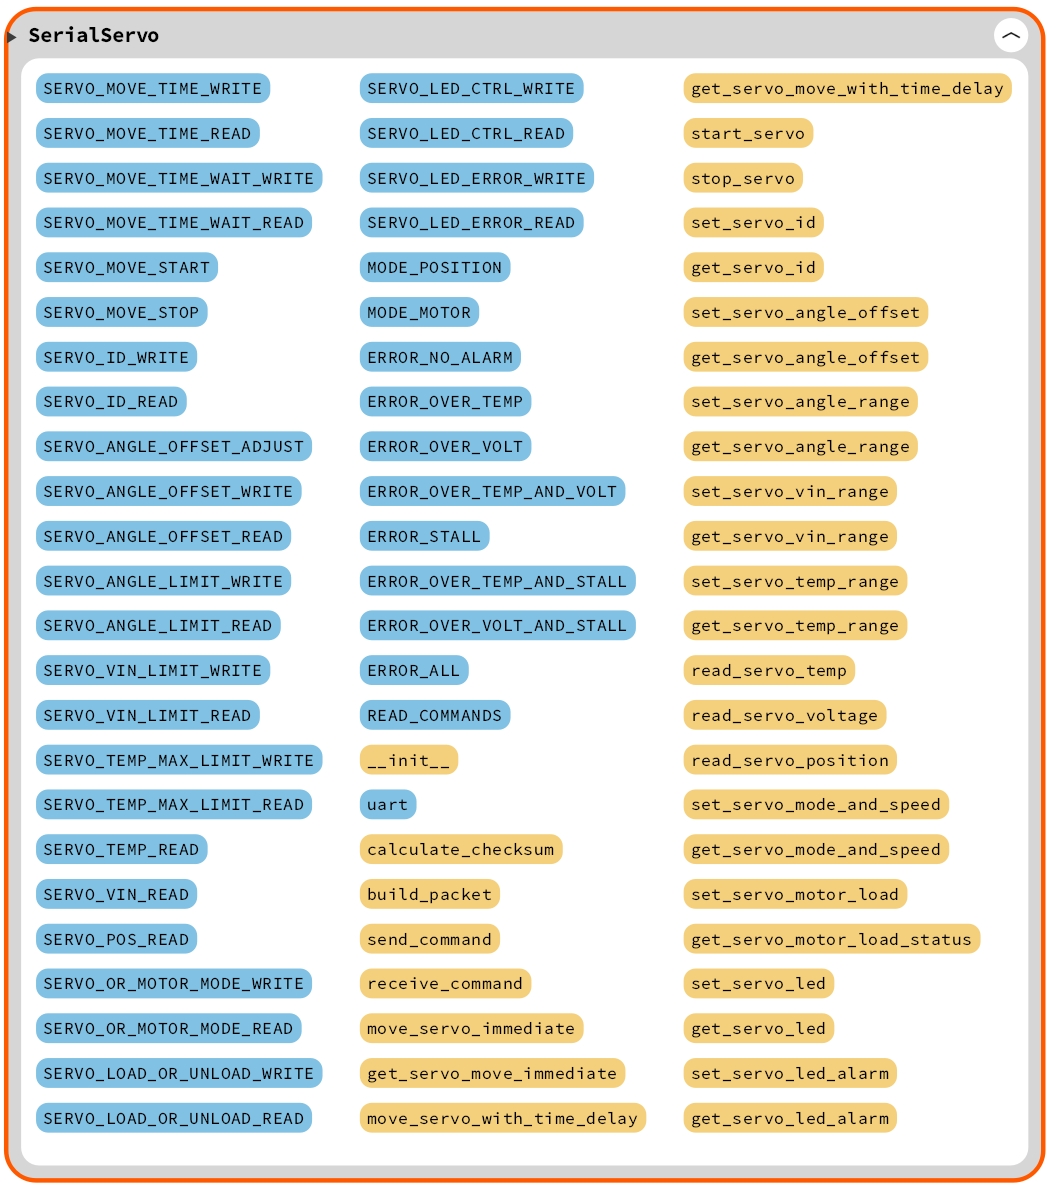 SerialServo
SERVO_MOVE_TIME_WRITE
SERVO_MOVE_TIME_READ
SERVO_MOVE_TIME_WAIT_WRITE
SERVO_MOVE_TIME_WAIT_READ
SERVO_MOVE_START
SERVO_MOVE_STOP
SERVO_ID_WRITE
SERVO_ID_READ
SERVO_ANGLE_OFFSET_ADJUST
SERVO_ANGLE_OFFSET_WRITE
SERVO_ANGLE_OFFSET_READ
SERVO_ANGLE_LIMIT_WRITE
SERVO_ANGLE_LIMIT_READ
SERVO_VIN_LIMIT_WRITE
SERVO_VIN_LIMIT_READ
SERVO_TEMP_MAX_LIMIT_WRITE
SERVO_TEMP_MAX_LIMIT_READ
SERVO_TEMP_READ
SERVO_VIN_READ
SERVO_POS_READ
SERVO_OR_MOTOR_MODE_WRITE
SERVO_OR_MOTOR_MODE_READ
SERVO_LOAD_OR_UNLOAD_WRITE
SERVO_LOAD_OR_UNLOAD_READ
SERVO_LED_CTRL_WRITE
SERVO_LED_CTRL_READ
SERVO_LED_ERROR_WRITE
SERVO_LED_ERROR_READ
MODE_POSITION
MODE_MOTOR
ERROR_NO_ALARM
ERROR_OVER_TEMP
ERROR_OVER_VOLT
ERROR_OVER_TEMP_AND_VOLT
ERROR_STALL
ERROR_OVER_TEMP_AND_STALL
ERROR_OVER_VOLT_AND_STALL
ERROR_ALL
READ_COMMANDS
__init__
uart
calculate_checksum
build_packet
send_command
receive_command
move_servo_immediate
get_servo_move_immediate
move_servo_with_time_delay
get_servo_move_with_time_delay
start_servo
stop_servo
set_servo_id
get_servo_id
set_servo_angle_offset
get_servo_angle_offset
set_servo_angle_range
get_servo_angle_range
set_servo_vin_range
get_servo_vin_range
set_servo_temp_range
get_servo_temp_range
read_servo_temp
read_servo_voltage
read_servo_position
set_servo_mode_and_speed
get_servo_mode_and_speed
set_servo_motor_load
get_servo_motor_load_status
set_servo_led
get_servo_led
set_servo_led_alarm
get_servo_led_alarm